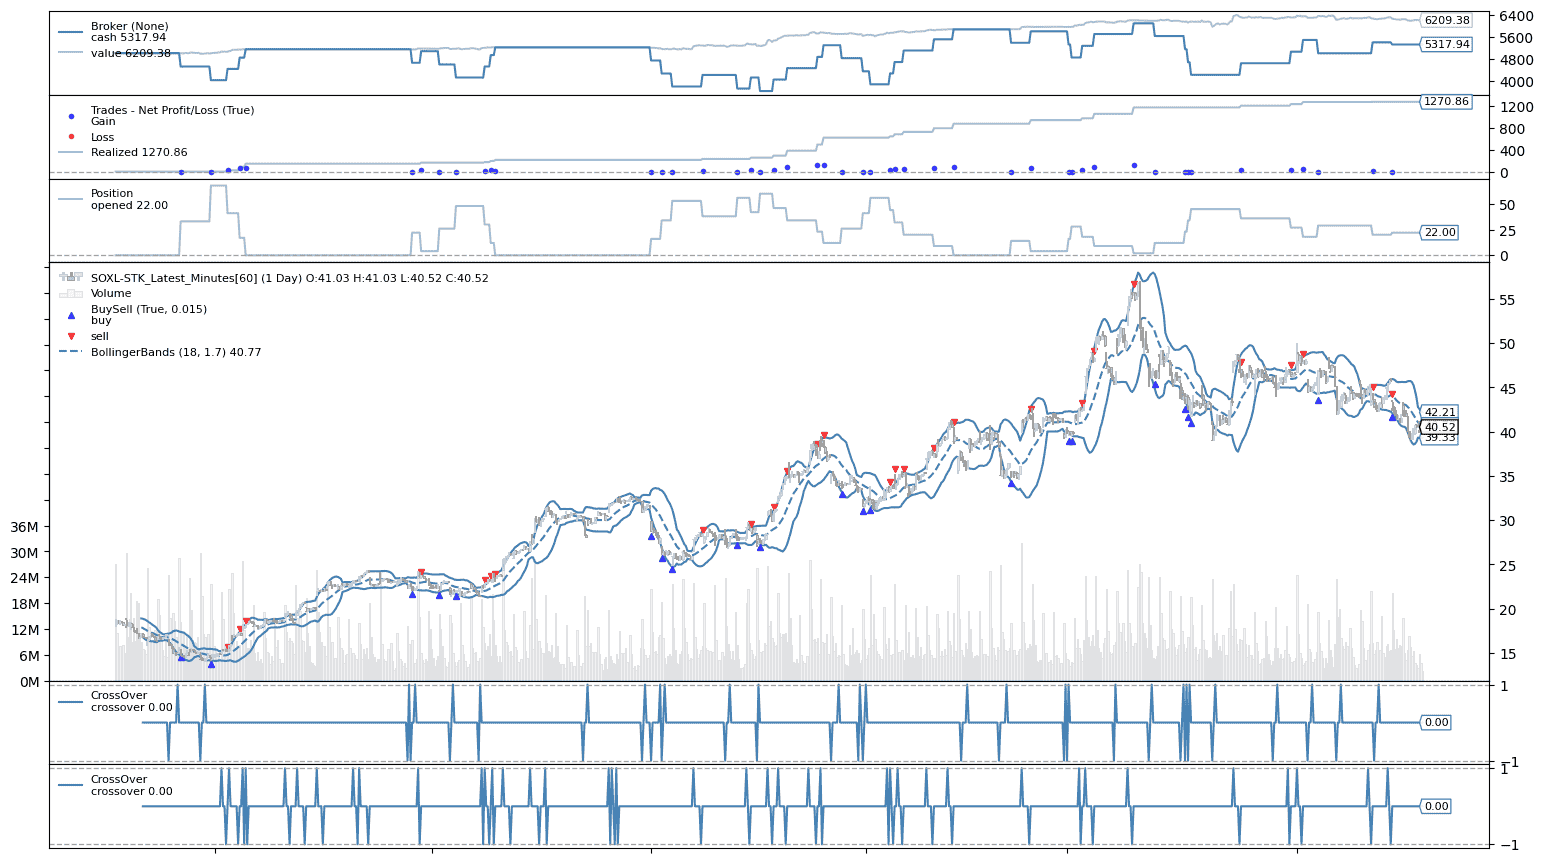 Broker (None)
cash 5317.94
value 6209.38
6400
5600
4800
4000
6209.38
5317.94
Trades - Net Profit/Loss (True)
Gain
Loss
Realized 1270.86
1270.86
1200
800
400
0
Position
opened 22.00
50
25
0
22.00
SOXL-STK_Latest_Minutes[60] (1 Day) O:41.03 H:41.03 L:40.52 C:40.52
Volume
BuySell (True, 0.015)
buy
sell
BollingerBands (18, 1.7) 40.77
55
50
45
40
35
30
25
20
15
42.21
40.52
39.33
36M
30M
24M
18M
12M
6M
0M
CrossOver
crossover 0.00
1
0.00
−1
CrossOver
crossover 0.00
1
0.00
−1